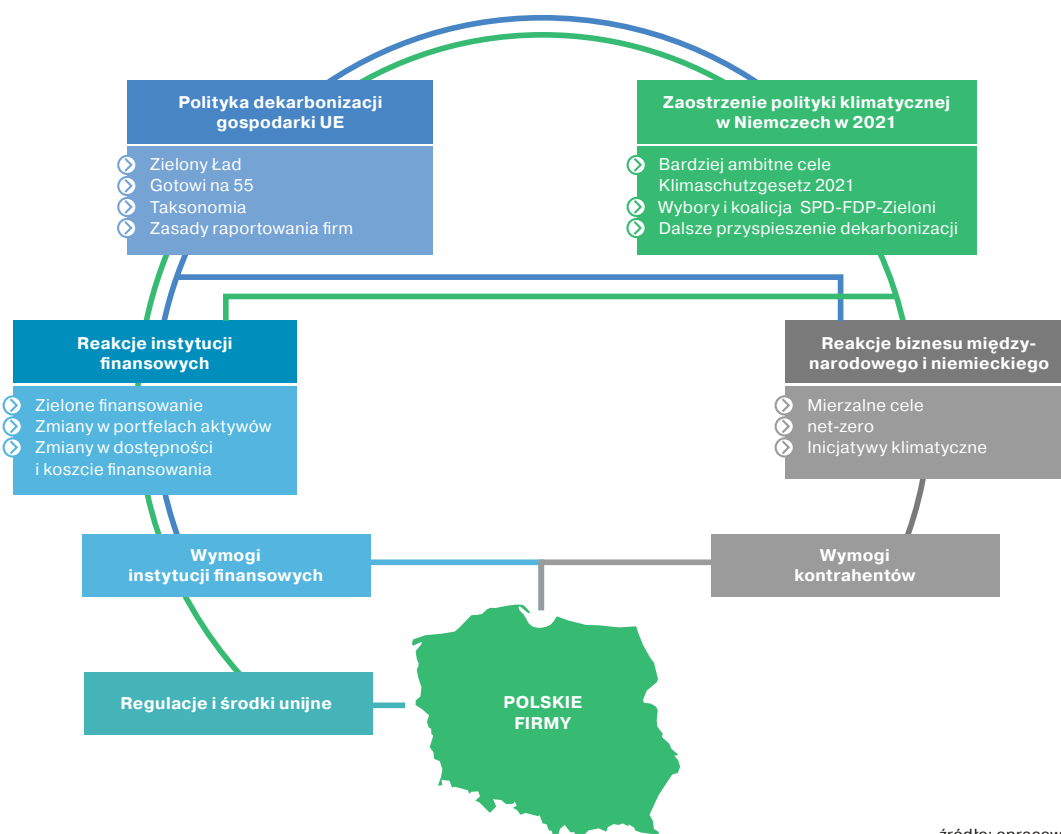 Polityka dekarbonizacji
gospodarki UE
Zielony Ład
Gotowi na 55
Taksonomia
Zasady raportowania firm
Zaostrzenie polityki klimatycznej
w Niemczech w 2021
Bardziej ambitne cele
Klimaschutzgesetz 2021
Wybory i koalicja SPD-FDP-Zieloni
Dalsze przyspieszenie dekarbonizacji
Reakcje instytucji
finansowych
Zielone finansowanie
Zmiany w portfelach aktywów
Zmiany w dostępności
i koszcie finansowania
Reakcje biznesu między-
narodowego i niemieckiego
Mierzalne cele
net-zero
Inicjatywy klimatyczne
Wymogi
instytucji finansowych
Wymogi
kontrahentów
Regulacje i środki unijne
POLSKIE
FIRMY